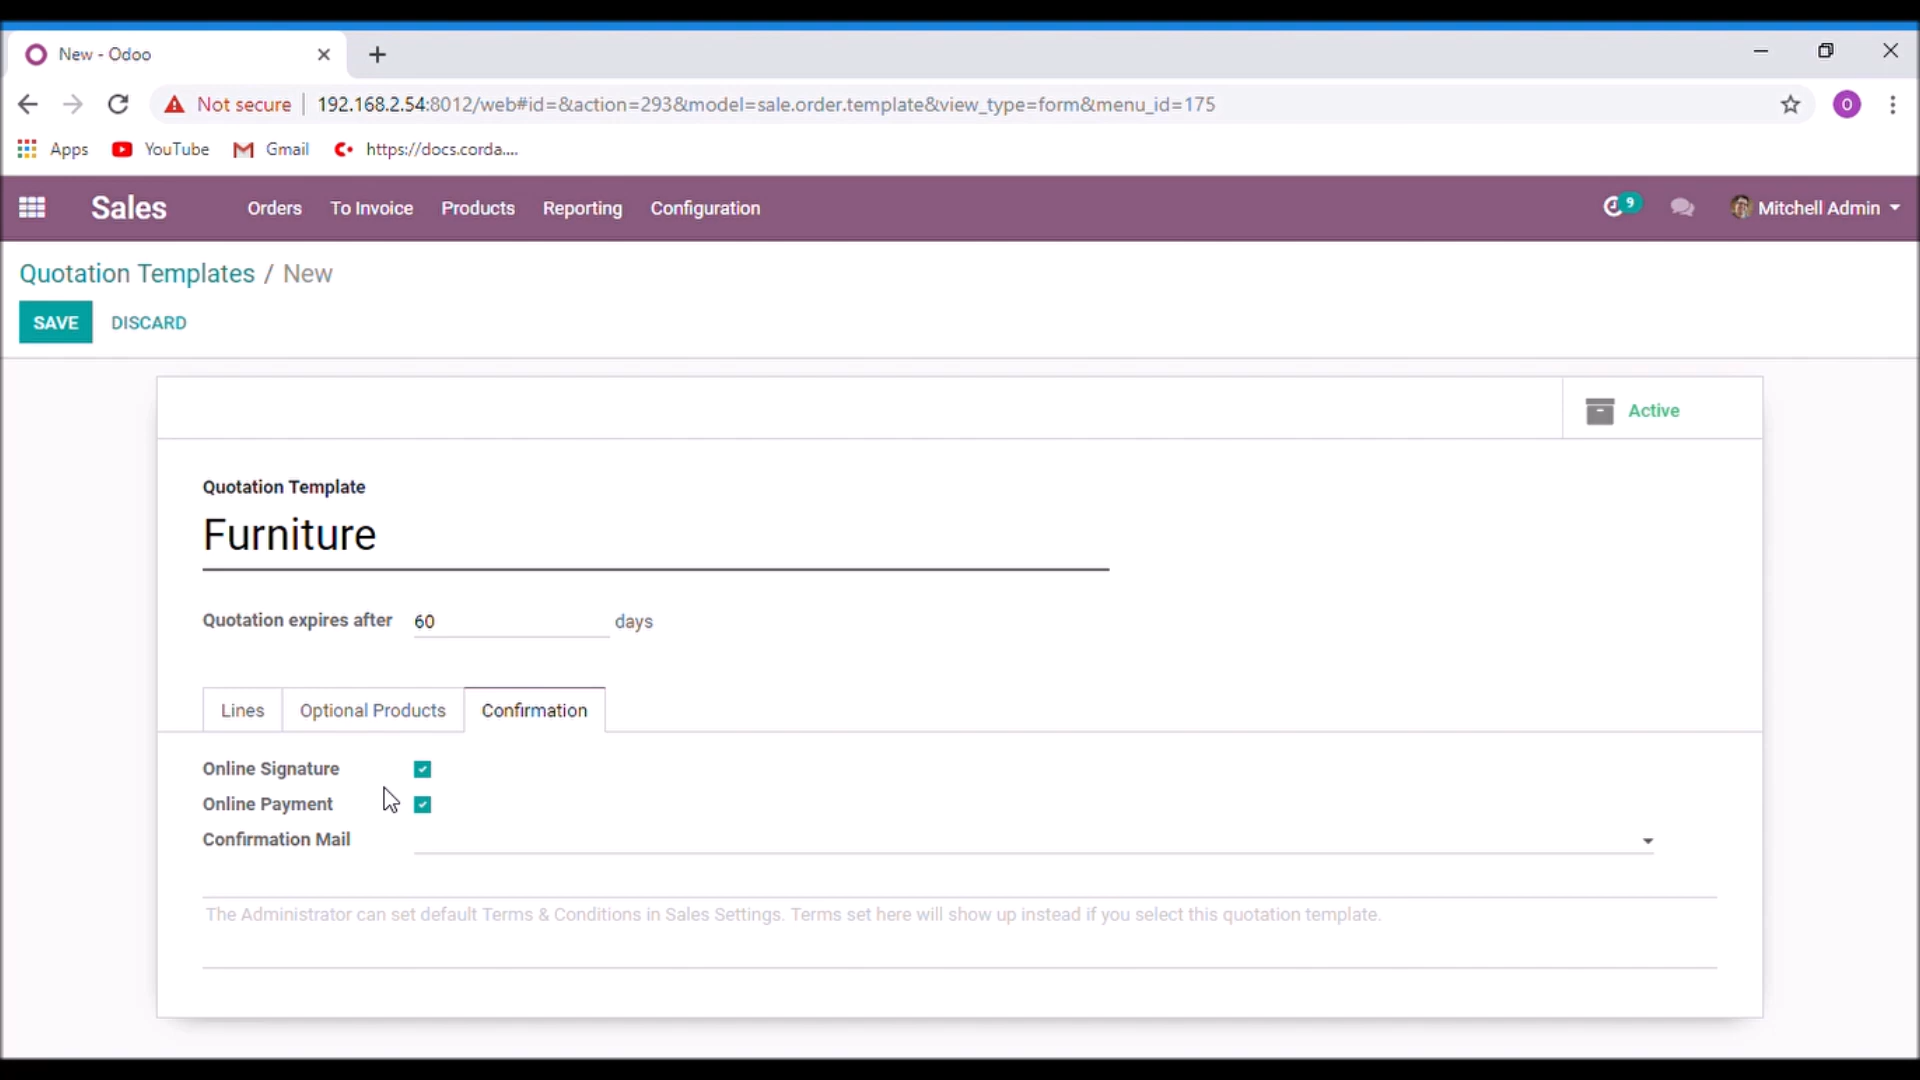 New - Odoo
Not secure 192.168.2.54:8012/web#id=&action=293&model=sale.order.template&view_type=form&menu_id=175
O
Apps YouTube Gmail https://docs.corda....
Sales Orders To Invoice Products Reporting Configuration 9 Mitchell Admin
Quotation Templates / New
SAVE DISCARD
Active
Quotation Template
Furniture
Quotation expires after 60 days
Lines Optional Products Confirmation
Online Signature
Online Payment
Confirmation Mail
The Administrator can set default Terms & Conditions in Sales Settings. Terms set here will show up instead if you select this quotation template.